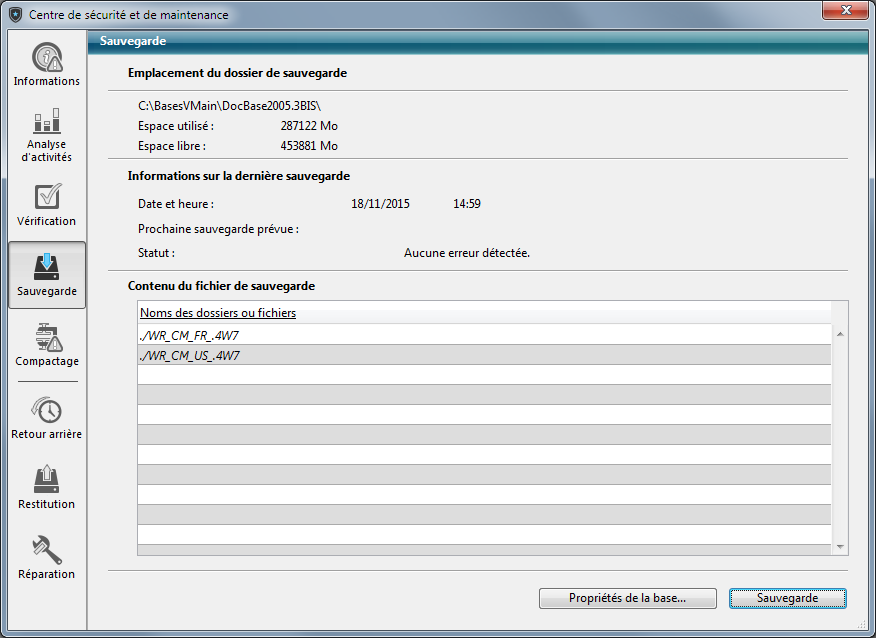 Centre de sécurité et de maintenance
Informations
Analyse
d'activités
Vérification
Sauvegarde
Compactage
Retour arrière
Restitution
Réparation
Sauvegarde
Emplacement du dossier de sauvegarde
C:\BasesVMain\DocBase2005.3BIS\
Espace utilisé : 287122 Mo
Espace libre : 453881 Mo
Informations sur la dernière sauvegarde
Date et heure : 18/11/2015 14:59
Prochaine sauvegarde prévue :
Statut : Aucune erreur détectée.
Contenu du fichier de sauvegarde
Noms des dossiers ou fichiers
./WR_CM_FR_.4W7
./WR_CM_US_.4W7
Propriétés de la base... Sauvegarde